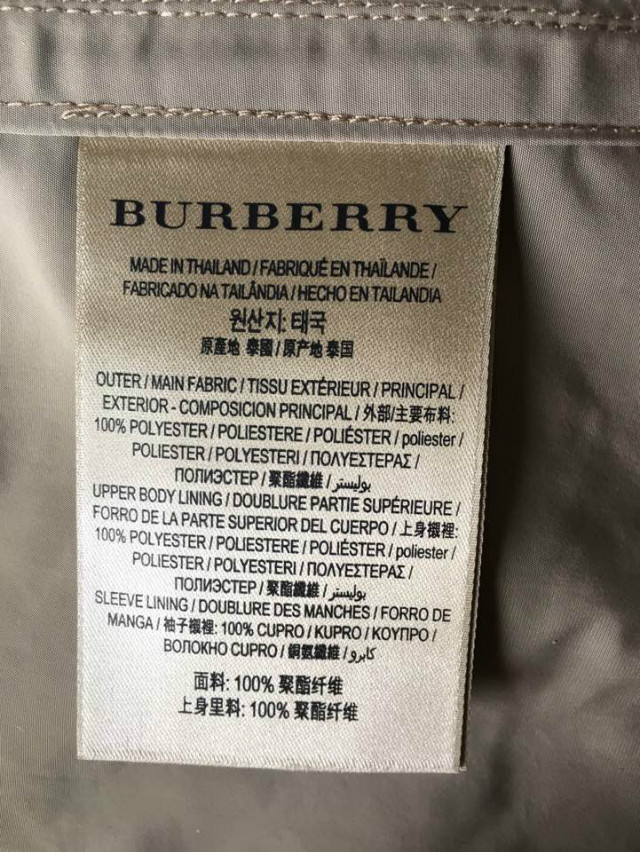 BURBERRY
MADE IN THAILAND / FABRIQUÉ EN THAÏLANDE /
FABRICADO NA TAILÂNDIA / HECHO EN TAILANDIA
원산지: 태국
原產地 泰國 / 原产地 泰国
OUTER / MAIN FABRIC / TISSU EXTÉRIEUR / PRINCIPAL /
EXTERIOR - COMPOSICION PRINCIPAL / 外部/主要布料:
100% POLYESTER / POLIESTERE / POLIÉSTER / poliester /
POLIESTER / POLYESTERI / ΠΟΛΥΕΣΤΕΡΑΣ /
ПОЛИЭСТЕР / 聚酯纖維 / بوليستر
UPPER BODY LINING / DOUBLURE PARTIE SUPÉRIEURE /
FORRO DE LA PARTE SUPERIOR DEL CUERPO / 上身襯裡:
100% POLYESTER / POLIESTERE / POLIÉSTER / poliester /
POLIESTER / POLYESTERI / ΠΟΛΥΕΣΤΕΡΑΣ /
ПОЛИЭСТЕР / 聚酯纖維 / بوليستر
SLEEVE LINING / DOUBLURE DES MANCHES / FORRO DE
MANGA / 袖子襯裡: 100% CUPRO / KUPRO / ΚΟΥΠΡΟ /
ВОЛОКНО CUPRO / 銅氨纖維 / كابرو
面料: 100% 聚酯纤维
上身里料: 100% 聚酯纤维